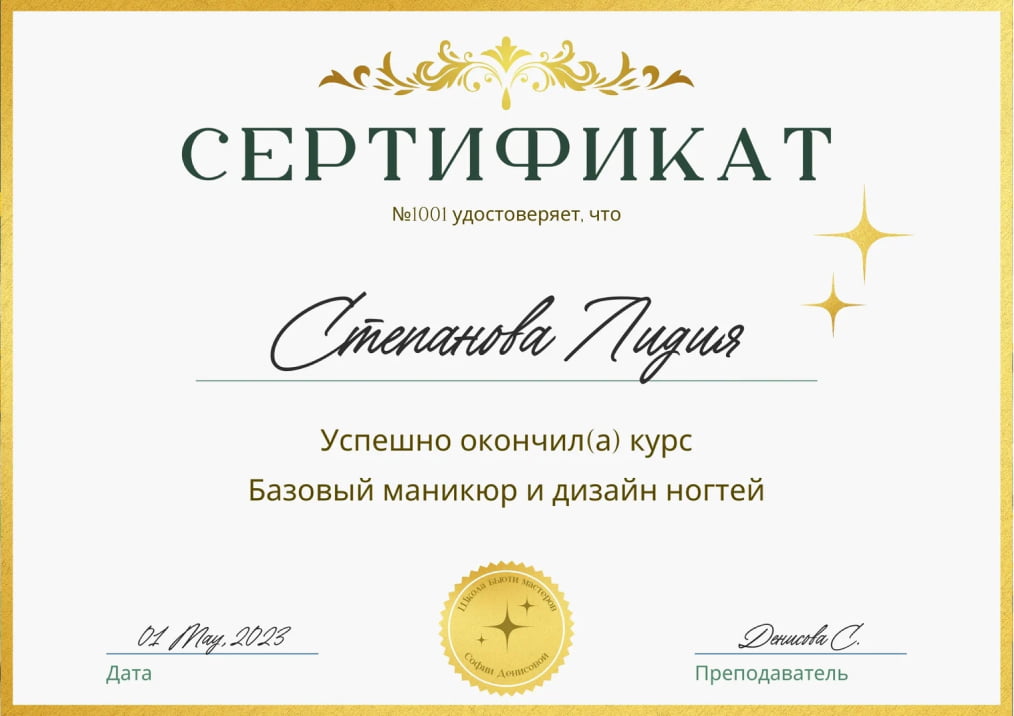 СЕРТИФИКАТ
№1001 удостоверяет, что
Степанова Лидия
Успешно окончил(а) курс
Базовый маникюр и дизайн ногтей
Школа бьюти мастеров
Софии Денисовой
01 May, 2023
Дата
Денисова С.
Преподаватель